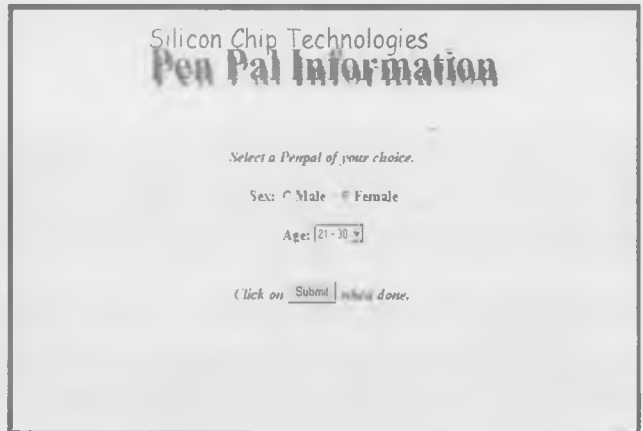 Silicon Chip Technologies
Pen Pal Information
Select a Penpal of your choice.
Sex: Male Female
Age: 21 - 30
Click on Submit when done.